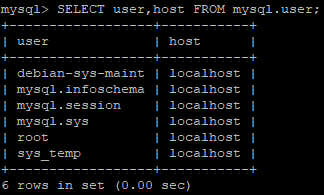 mysql> SELECT user,host FROM mysql.user;
+------------------+-----------+
| user             | host      |
+------------------+-----------+
| debian-sys-maint | localhost |
| mysql.infoschema | localhost |
| mysql.session    | localhost |
| mysql.sys        | localhost |
| root             | localhost |
| sys_temp         | localhost |
+------------------+-----------+
6 rows in set (0.00 sec)